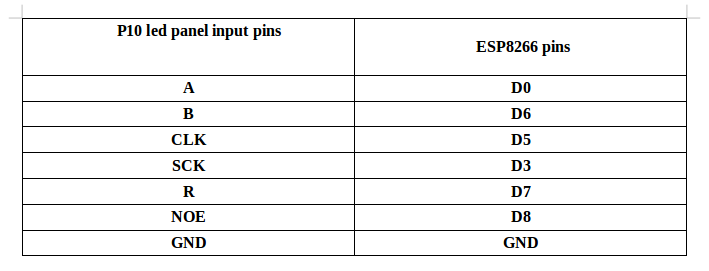 P10 led panel input pins
ESP8266 pins
A D0
B D6
CLK D5
SCK D3
R D7
NOE D8
GND GND